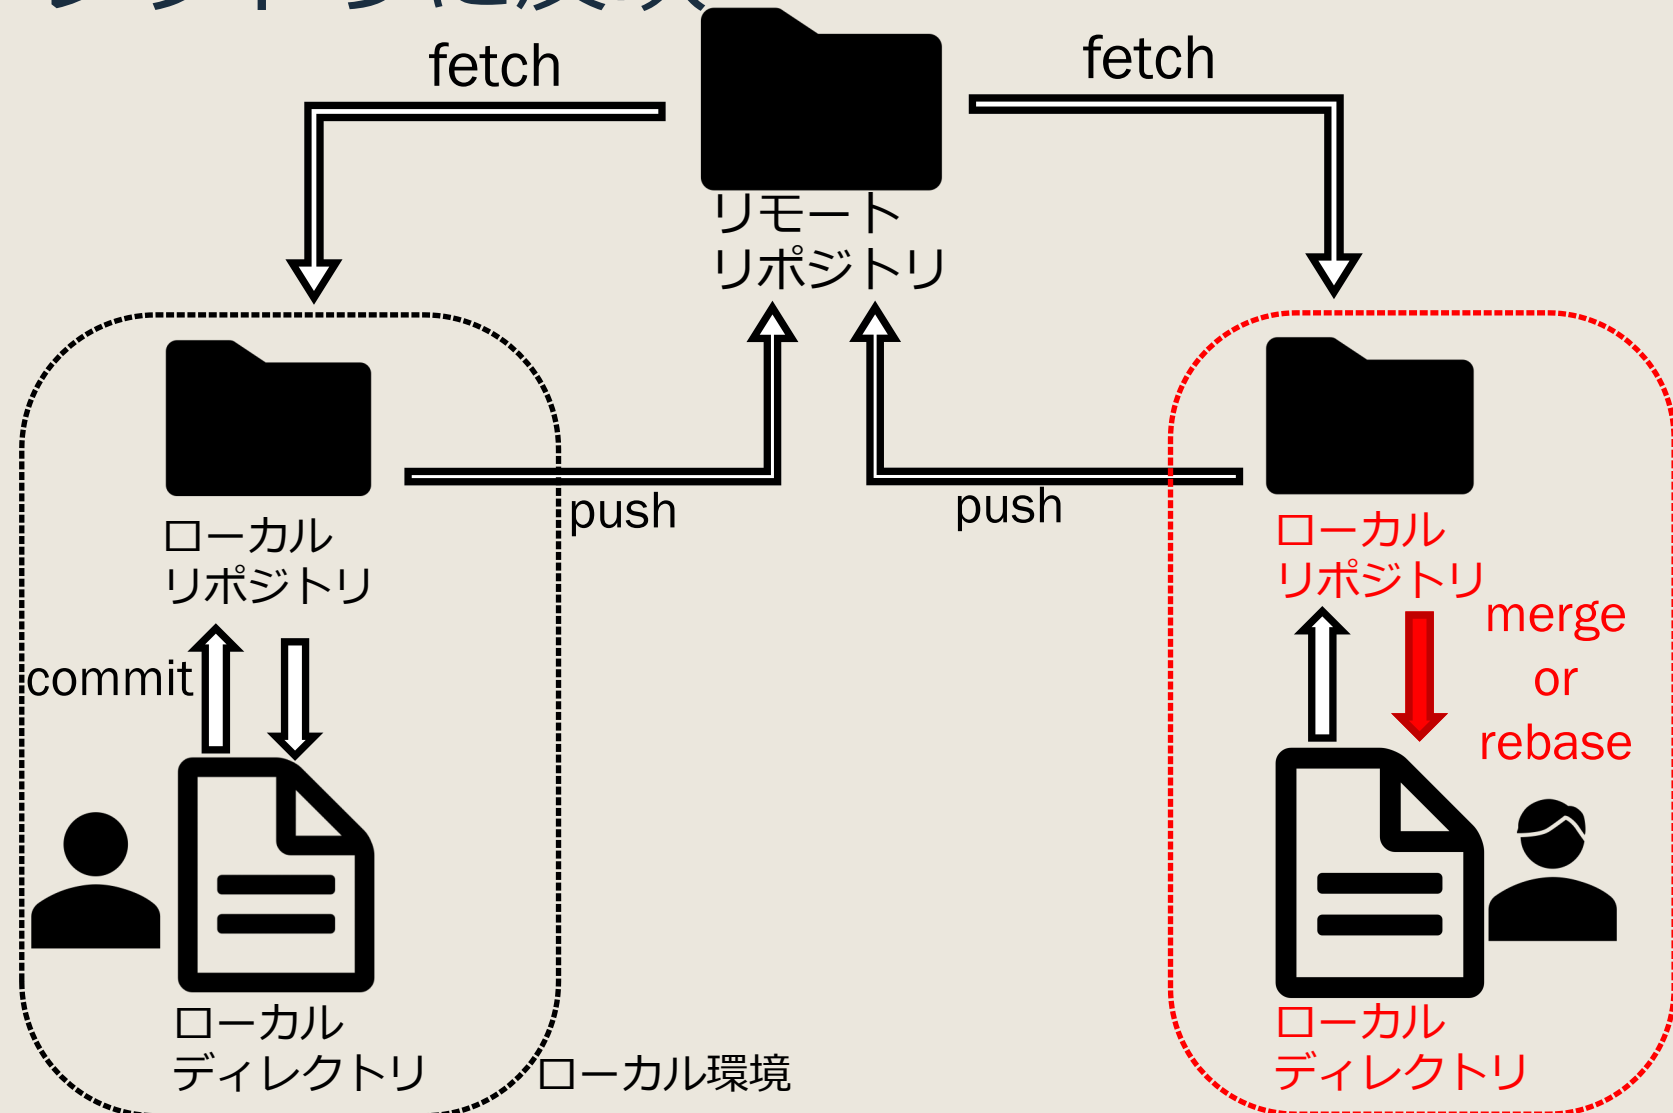 fetch
fetch
リモート
リポジトリ
push
push
ローカル
リポジトリ
ローカル
リポジトリ
commit
merge
or
rebase
ローカル
ディレクトリ
ローカル環境
ローカル
ディレクトリ